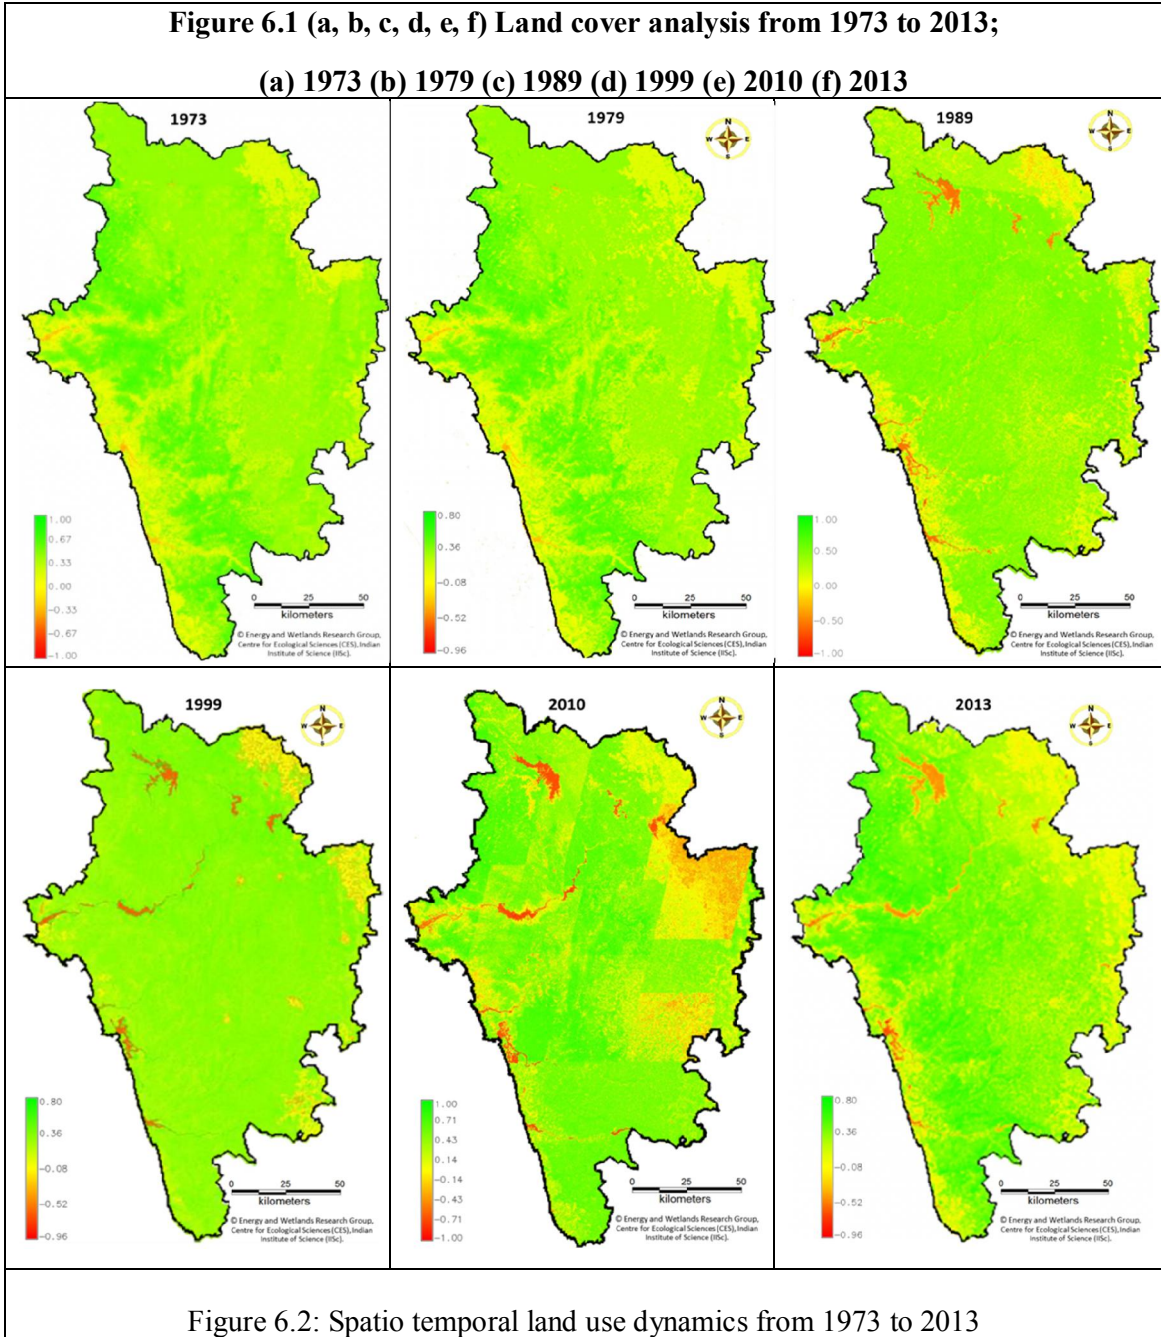 Figure 6.1 (a, b, c, d, e, f) Land cover analysis from 1973 to 2013;
(a) 1973 (b) 1979 (c) 1989 (d) 1999 (e) 2010 (f) 2013
1973
1.00
0.67
0.33
0.00
-0.33
-0.67
-1.00
0 25 50
kilometers
© Energy and Wetlands Research Group,
Centre for Ecological Sciences (CES), Indian
Institute of Science (IISc).
1979
N
W E
S
0.80
0.36
-0.08
-0.52
-0.96
0 25 50
kilometers
© Energy and Wetlands Research Group,
Centre for Ecological Sciences (CES), Indian
Institute of Science (IISc).
1989
N
W E
S
1.00
0.50
0.00
-0.50
-1.00
0 25 50
kilometers
© Energy and Wetlands Research Group,
Centre for Ecological Sciences (CES), Indian
Institute of Science (IISc).
1999
N
W E
S
0.80
0.36
-0.08
-0.52
-0.96
0 25 50
kilometers
© Energy and Wetlands Research Group,
Centre for Ecological Sciences (CES), Indian
Institute of Science (IISc).
2010
N
W E
S
1.00
0.71
0.43
0.14
-0.14
-0.43
-0.71
-1.00
0 25 50
kilometers
© Energy and Wetlands Research Group,
Centre for Ecological Sciences (CES), Indian
Institute of Science (IISc).
2013
N
W E
S
0.80
0.36
-0.08
-0.52
-0.96
0 25 50
kilometers
© Energy and Wetlands Research Group,
Centre for Ecological Sciences (CES), Indian
Institute of Science (IISc).
Figure 6.2: Spatio temporal land use dynamics from 1973 to 2013